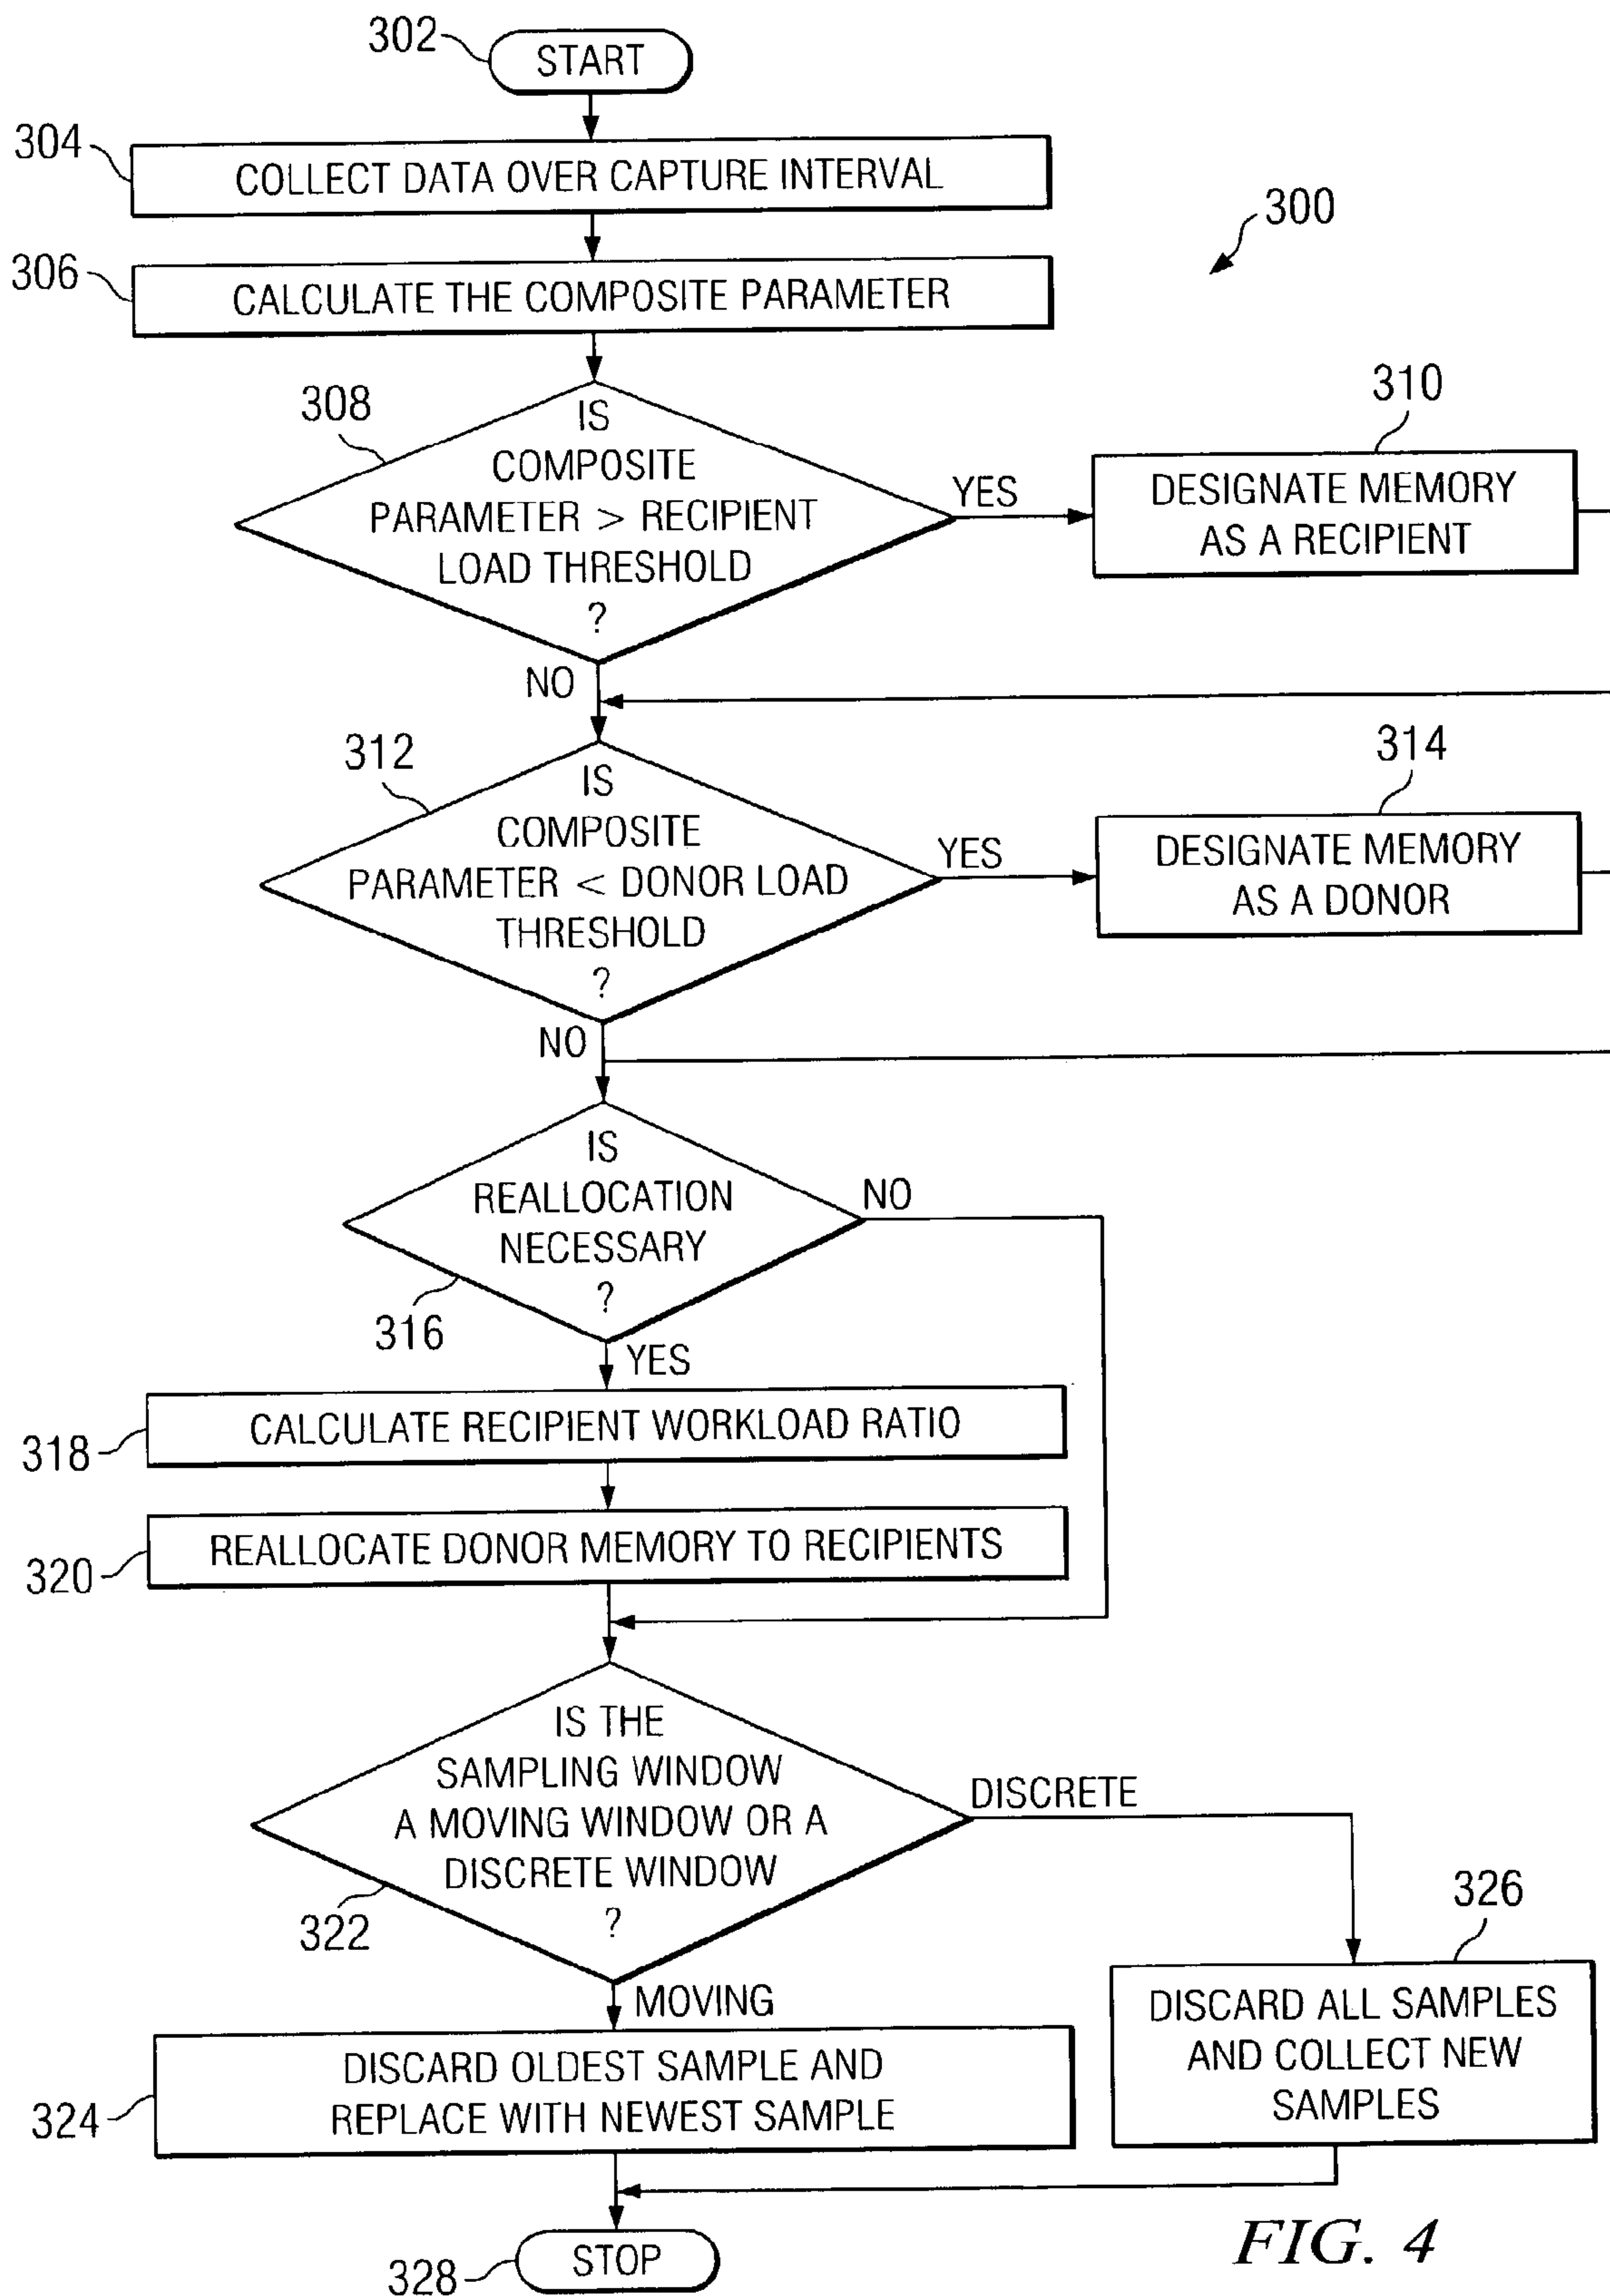 302
START
304
COLLECT DATA OVER CAPTURE INTERVAL
300
306
CALCULATE THE COMPOSITE PARAMETER
308
IS
COMPOSITE
PARAMETER > RECIPIENT
LOAD THRESHOLD
?
YES
310
DESIGNATE MEMORY
AS A RECIPIENT
NO
312
IS
COMPOSITE
PARAMETER < DONOR LOAD
THRESHOLD
?
YES
314
DESIGNATE MEMORY
AS A DONOR
NO
IS
REALLOCATION
NECESSARY
?
NO
316
YES
318
CALCULATE RECIPIENT WORKLOAD RATIO
320
REALLOCATE DONOR MEMORY TO RECIPIENTS
IS THE
SAMPLING WINDOW
A MOVING WINDOW OR A
DISCRETE WINDOW
?
DISCRETE
322
326
MOVING
DISCARD ALL SAMPLES
AND COLLECT NEW
SAMPLES
324
DISCARD OLDEST SAMPLE AND
REPLACE WITH NEWEST SAMPLE
328
STOP
FIG. 4